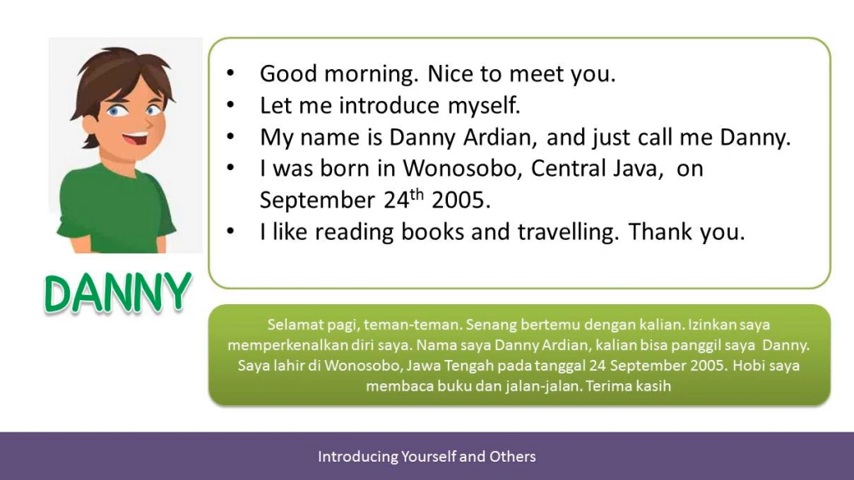 • Good morning. Nice to meet you.
• Let me introduce myself.
• My name is Danny Ardian, and just call me Danny.
• I was born in Wonosobo, Central Java, on
September 24th 2005.
• I like reading books and travelling. Thank you.
DANNY
Selamat pagi, teman-teman. Senang bertemu dengan kalian. Izinkan saya
memperkenalkan diri saya. Nama saya Danny Ardian, kalian bisa panggil saya Danny.
Saya lahir di Wonosobo, Jawa Tengah pada tanggal 24 September 2005. Hobi saya
membaca buku dan jalan-jalan. Terima kasih
Introducing Yourself and Others